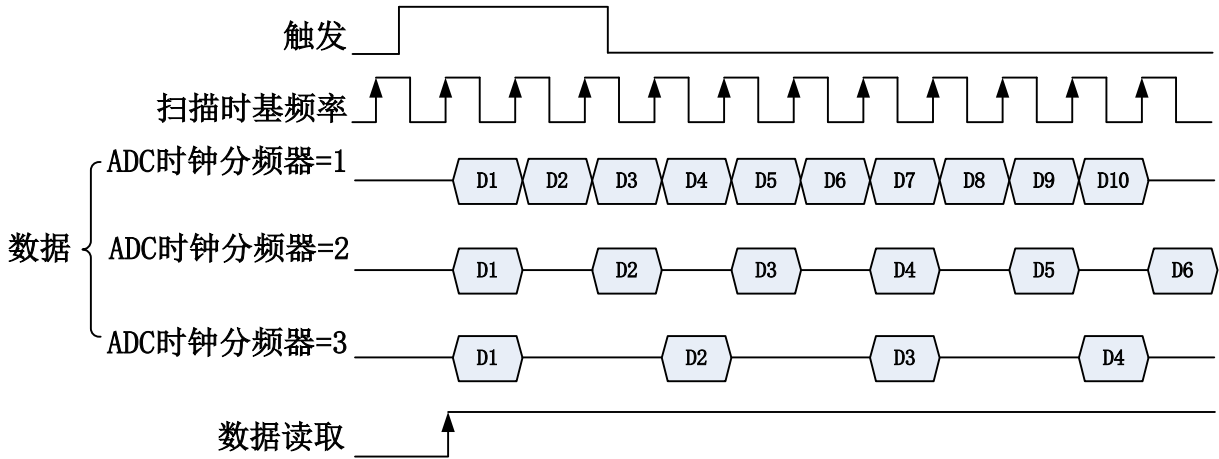 触发
扫描时基频率
数据
ADC时钟分频器=1
D1 D2 D3 D4 D5 D6 D7 D8 D9 D10
ADC时钟分频器=2
D1 D2 D3 D4 D5 D6
ADC时钟分频器=3
D1 D2 D3 D4
数据读取